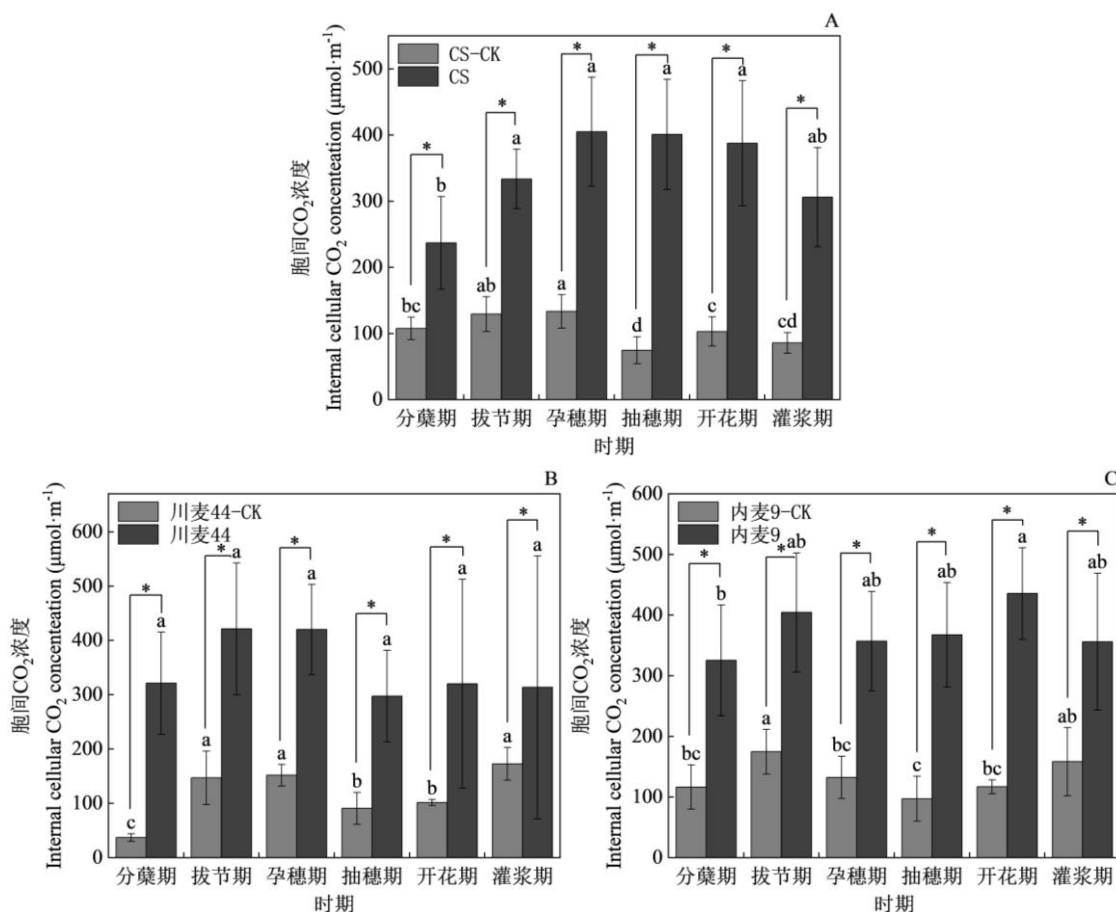 A
CS-CK
CS
胞间CO₂浓度
Internal cellular CO₂ concenteation (μmol·m⁻¹)
500
400
300
200
100
0
* * * * * *
bc b ab a a a d a c a cd ab
分蘖期 拔节期 孕穗期 抽穗期 开花期 灌浆期
时期
B
川麦44-CK
川麦44
胞间CO₂浓度
Internal cellular CO₂ concenteation (μmol·m⁻¹)
600
500
400
300
200
100
0
* * * * * *
c a a a a a b a b a a a
分蘖期 拔节期 孕穗期 抽穗期 开花期 灌浆期
时期
C
内麦9-CK
内麦9
胞间CO₂浓度
Internal cellular CO₂ concenteation (μmol·m⁻¹)
600
500
400
300
200
100
0
* * * * * *
bc b a ab bc ab c ab bc a ab ab
分蘖期 拔节期 孕穗期 抽穗期 开花期 灌浆期
时期